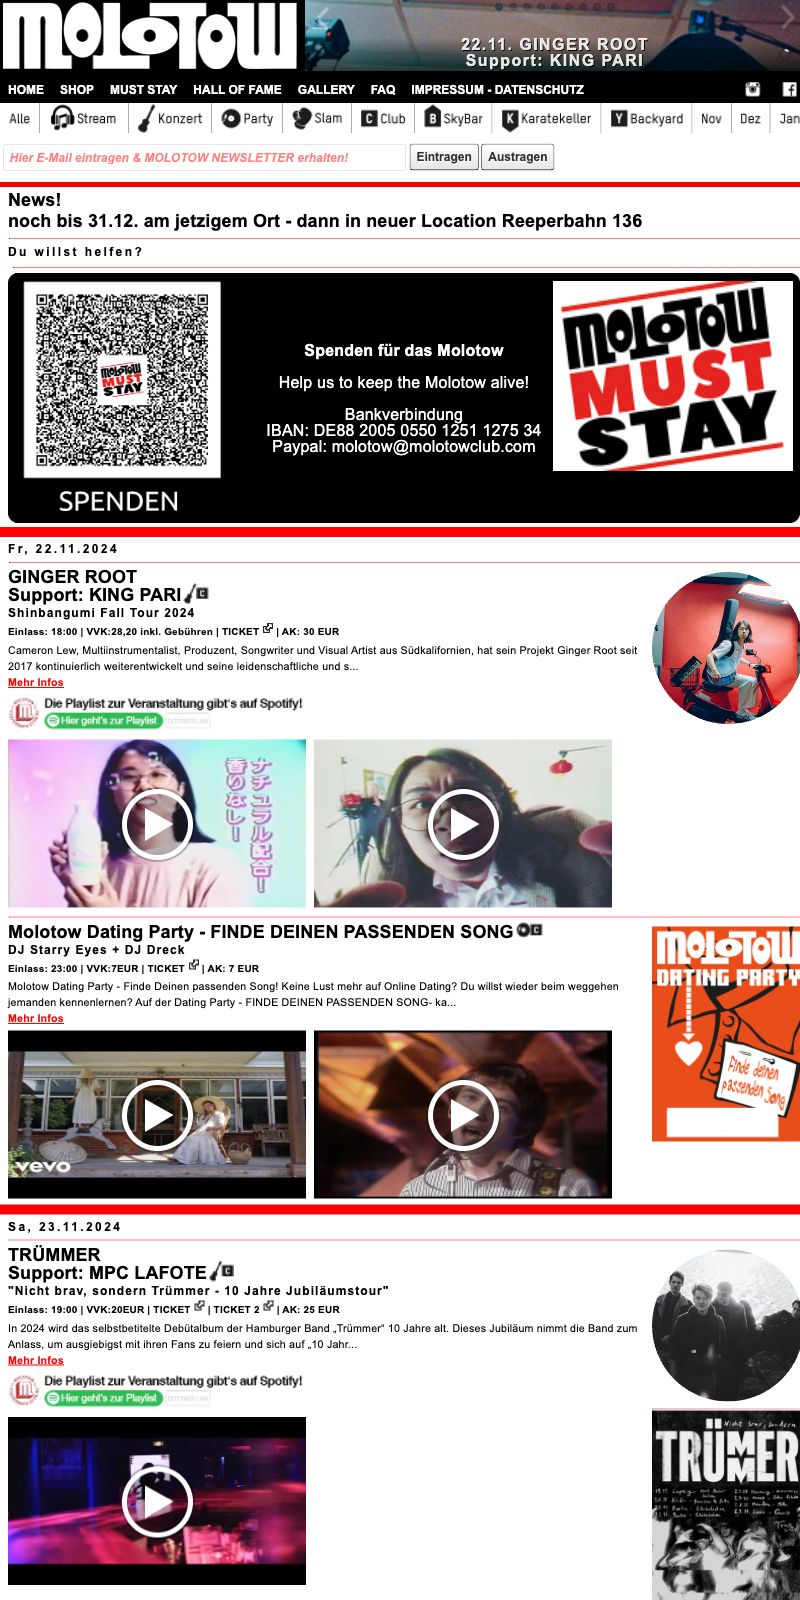 MOLOTOW
22.11. GINGER ROOT
Support: KING PARI
HOME SHOP MUST STAY HALL OF FAME GALLERY FAQ IMPRESSUM - DATENSCHUTZ
Alle Stream Konzert Party Slam C Club B SkyBar K Karatekeller Y Backyard Nov Dez Jan
Hier E-Mail eintragen & MOLOTOW NEWSLETTER erhalten! Eintragen Austragen
News!
noch bis 31.12. am jetzigem Ort - dann in neuer Location Reeperbahn 136
Du willst helfen?
MOLOTOW
MUST
STAY
SPENDEN
Spenden für das Molotow
Help us to keep the Molotow alive!
Bankverbindung
IBAN: DE88 2005 0550 1251 1275 34
Paypal: molotow@molotowclub.com
MOLOTOW
MUST
STAY
Fr, 22.11.2024
GINGER ROOT
Support: KING PARI C
Shinbangumi Fall Tour 2024
Einlass: 18:00 | VVK:28,20 inkl. Gebühren | TICKET | AK: 30 EUR
Cameron Lew, Multiinstrumentalist, Produzent, Songwriter und Visual Artist aus Südkalifornien, hat sein Projekt Ginger Root seit
2017 kontinuierlich weiterentwickelt und seine leidenschaftliche und s...
Mehr Infos
Die Playlist zur Veranstaltung gibt's auf Spotify!
Hier geht's zur Playlist EXTERNER LINK
ナチュラル配合!
香りなし!
Molotow Dating Party - FINDE DEINEN PASSENDEN SONG C
DJ Starry Eyes + DJ Dreck
Einlass: 23:00 | VVK:7EUR | TICKET | AK: 7 EUR
Molotow Dating Party - Finde Deinen passenden Song! Keine Lust mehr auf Online Dating? Du willst wieder beim weggehen
jemanden kennenlernen? Auf der Dating Party - FINDE DEINEN PASSENDEN SONG- ka...
Mehr Infos
vevo
MOLOTOW
DATING PARTY
Finde deinen
passenden Song
Sa, 23.11.2024
TRÜMMER
Support: MPC LAFOTE C
"Nicht brav, sondern Trümmer - 10 Jahre Jubiläumstour"
Einlass: 19:00 | VVK:20EUR | TICKET | TICKET 2 | AK: 25 EUR
In 2024 wird das selbstbetitelte Debütalbum der Hamburger Band „Trümmer" 10 Jahre alt. Dieses Jubiläum nimmt die Band zum
Anlass, um ausgiebigst mit ihren Fans zu feiern und sich auf „10 Jahr...
Mehr Infos
Die Playlist zur Veranstaltung gibt's auf Spotify!
Hier geht's zur Playlist EXTERNER LINK
Nicht brav, sondern
TRÜMMER